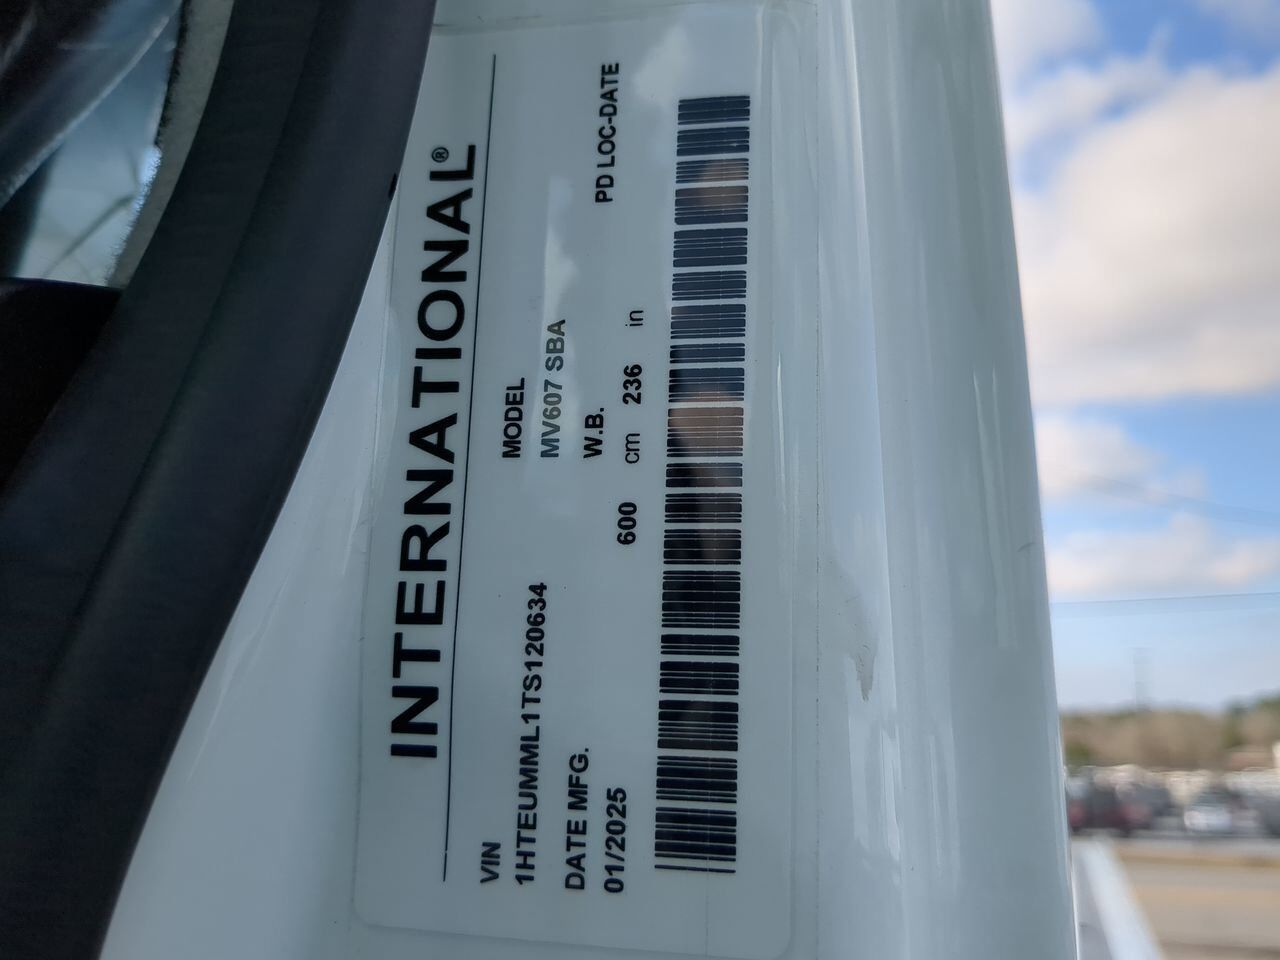 INTERNATIONAL®
VIN
1HTEUMML1TS120634
MODEL
MV607 SBA
DATE MFG.
01/2025
W.B.
600 cm 236 in
PD LOC-DATE